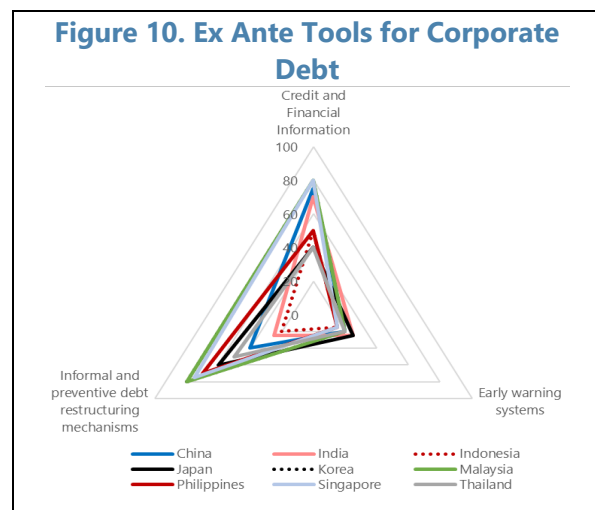 Figure 10. Ex Ante Tools for Corporate
Debt
Credit and
Financial
Information
100
80
60
40
20
0
Informal and
preventive debt
restructuring
mechanisms
Early warning
systems
China
India
Indonesia
Japan
Korea
Malaysia
Philippines
Singapore
Thailand